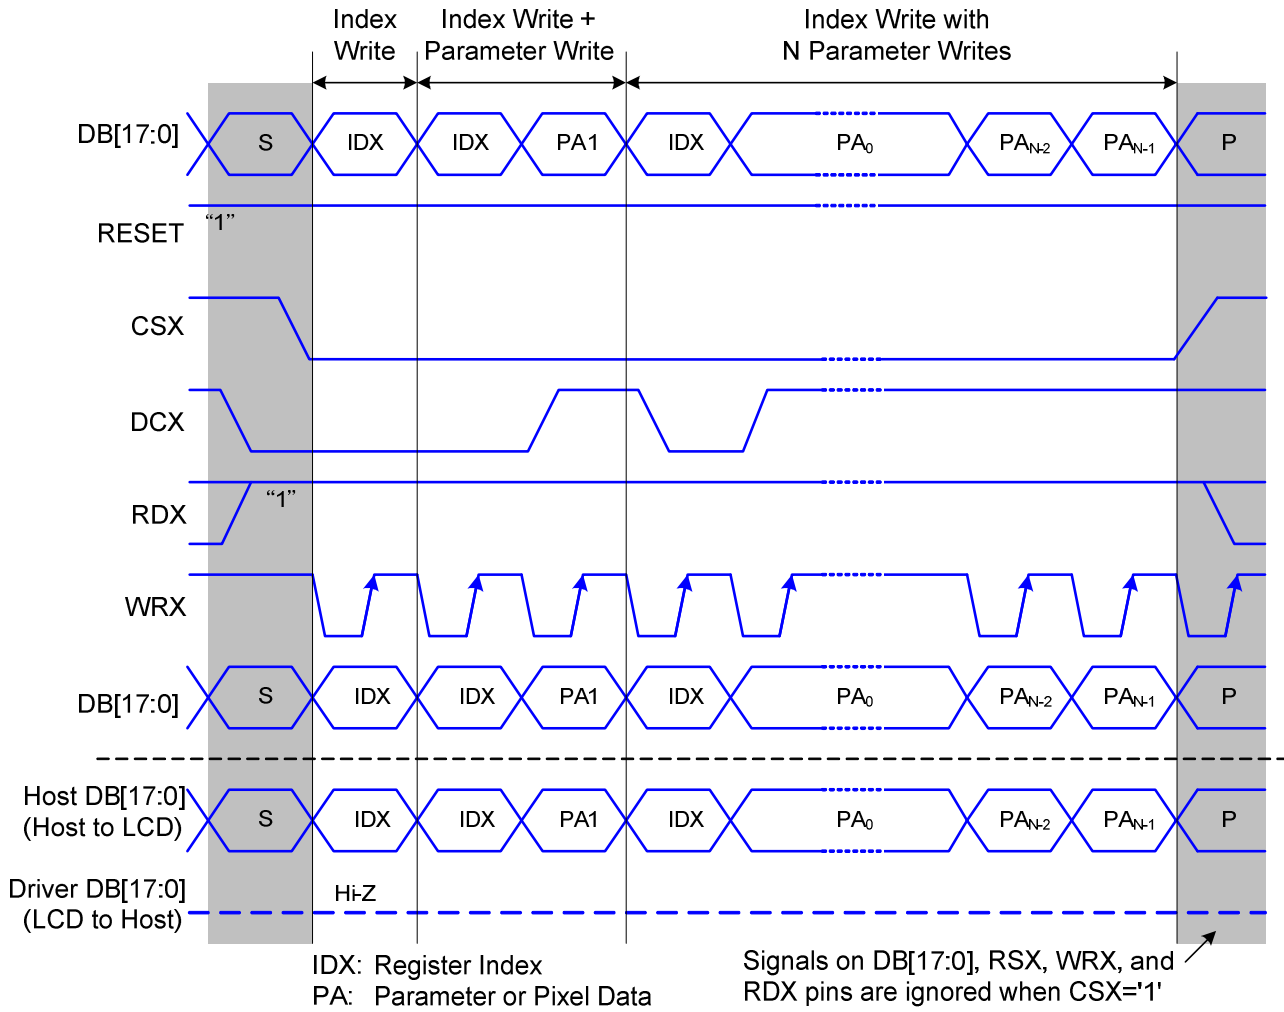 Index
Write
Index Write +
Parameter Write
Index Write with
N Parameter Writes
DB[17:0]
S
IDX
IDX
PA1
IDX
PA0
PAN-2
PAN-1
P
RESET
“1”
CSX
DCX
RDX
“1”
WRX
DB[17:0]
S
IDX
IDX
PA1
IDX
PA0
PAN-2
PAN-1
P
Host DB[17:0]
(Host to LCD)
S
IDX
IDX
PA1
IDX
PA0
PAN-2
PAN-1
P
Driver DB[17:0]
(LCD to Host)
Hi-Z
IDX: Register Index
PA: Parameter or Pixel Data
Signals on DB[17:0], RSX, WRX, and
RDX pins are ignored when CSX='1'